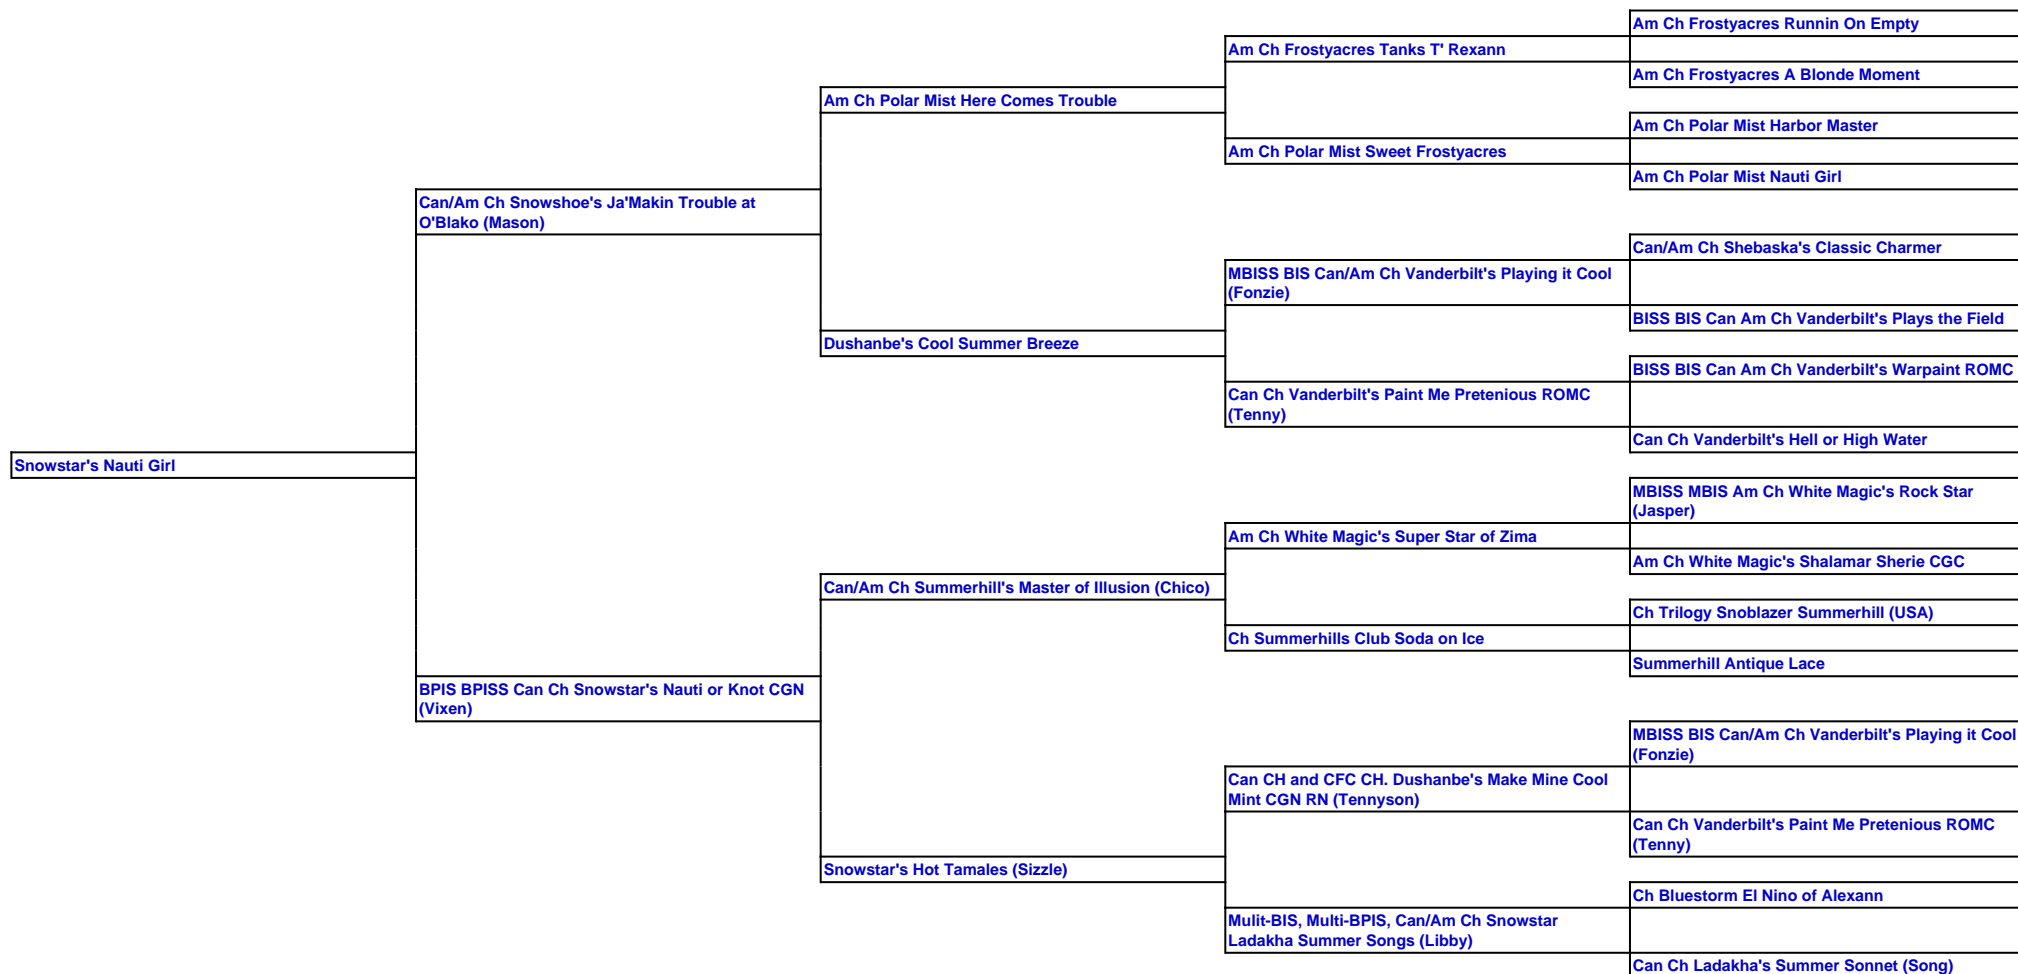 Am Ch Frostyacres Runnin On Empty
Am Ch Frostyacres Tanks T' Rexann
Am Ch Frostyacres A Blonde Moment
Am Ch Polar Mist Here Comes Trouble
Am Ch Polar Mist Harbor Master
Am Ch Polar Mist Sweet Frostyacres
Am Ch Polar Mist Nauti Girl
Can/Am Ch Snowshoe's Ja'Makin Trouble at
O'Blako (Mason)
Can/Am Ch Shebaska's Classic Charmer
MBISS BIS Can/Am Ch Vanderbilt's Playing it Cool
(Fonzie)
BISS BIS Can Am Ch Vanderbilt's Plays the Field
Dushanbe's Cool Summer Breeze
BISS BIS Can Am Ch Vanderbilt's Warpaint ROMC
Can Ch Vanderbilt's Paint Me Pretenious ROMC
(Tenny)
Can Ch Vanderbilt's Hell or High Water
Snowstar's Nauti Girl
MBISS MBIS Am Ch White Magic's Rock Star
(Jasper)
Am Ch White Magic's Super Star of Zima
Am Ch White Magic's Shalamar Sherie CGC
Can/Am Ch Summerhill's Master of Illusion (Chico)
Ch Trilogy Snoblazer Summerhill (USA)
Ch Summerhills Club Soda on Ice
Summerhill Antique Lace
BPIS BPISS Can Ch Snowstar's Nauti or Knot CGN
(Vixen)
MBISS BIS Can/Am Ch Vanderbilt's Playing it Cool
(Fonzie)
Can CH and CFC CH. Dushanbe's Make Mine Cool
Mint CGN RN (Tennyson)
Can Ch Vanderbilt's Paint Me Pretenious ROMC
(Tenny)
Snowstar's Hot Tamales (Sizzle)
Ch Bluestorm El Nino of Alexann
Mulit-BIS, Multi-BPIS, Can/Am Ch Snowstar
Ladakha Summer Songs (Libby)
Can Ch Ladakha's Summer Sonnet (Song)